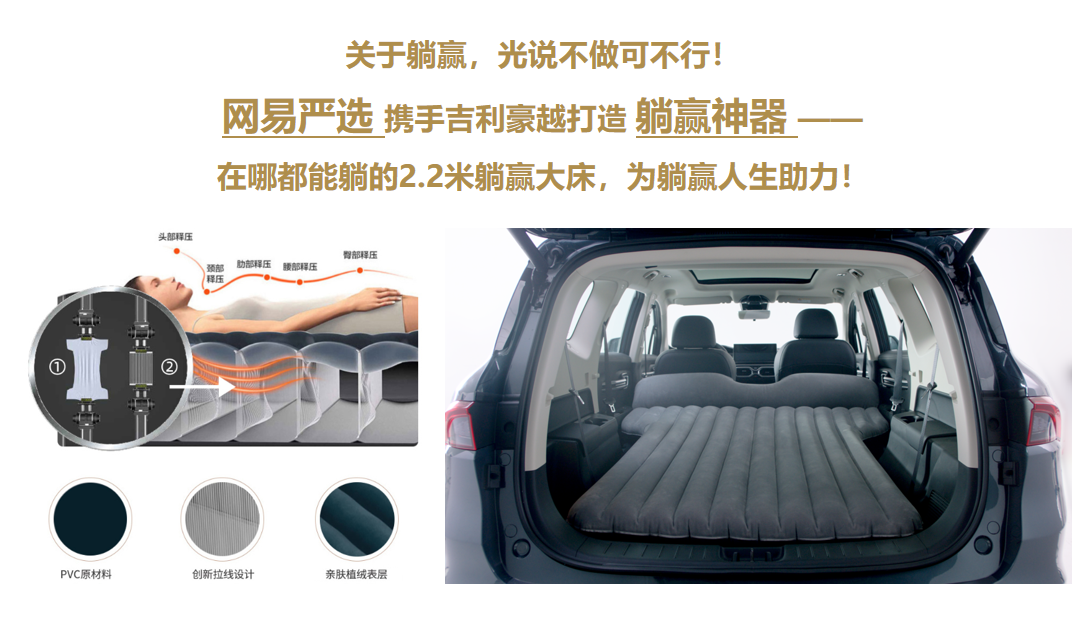 关于躺赢，光说不做可不行！
网易严选 携手吉利豪越打造 躺赢神器 ——
在哪都能躺的2.2米躺赢大床，为躺赢人生助力！
头部释压
颈部
释压
肋部释压
腰部释压
臀部释压
①
②
PVC原材料
创新拉线设计
亲肤植绒表层